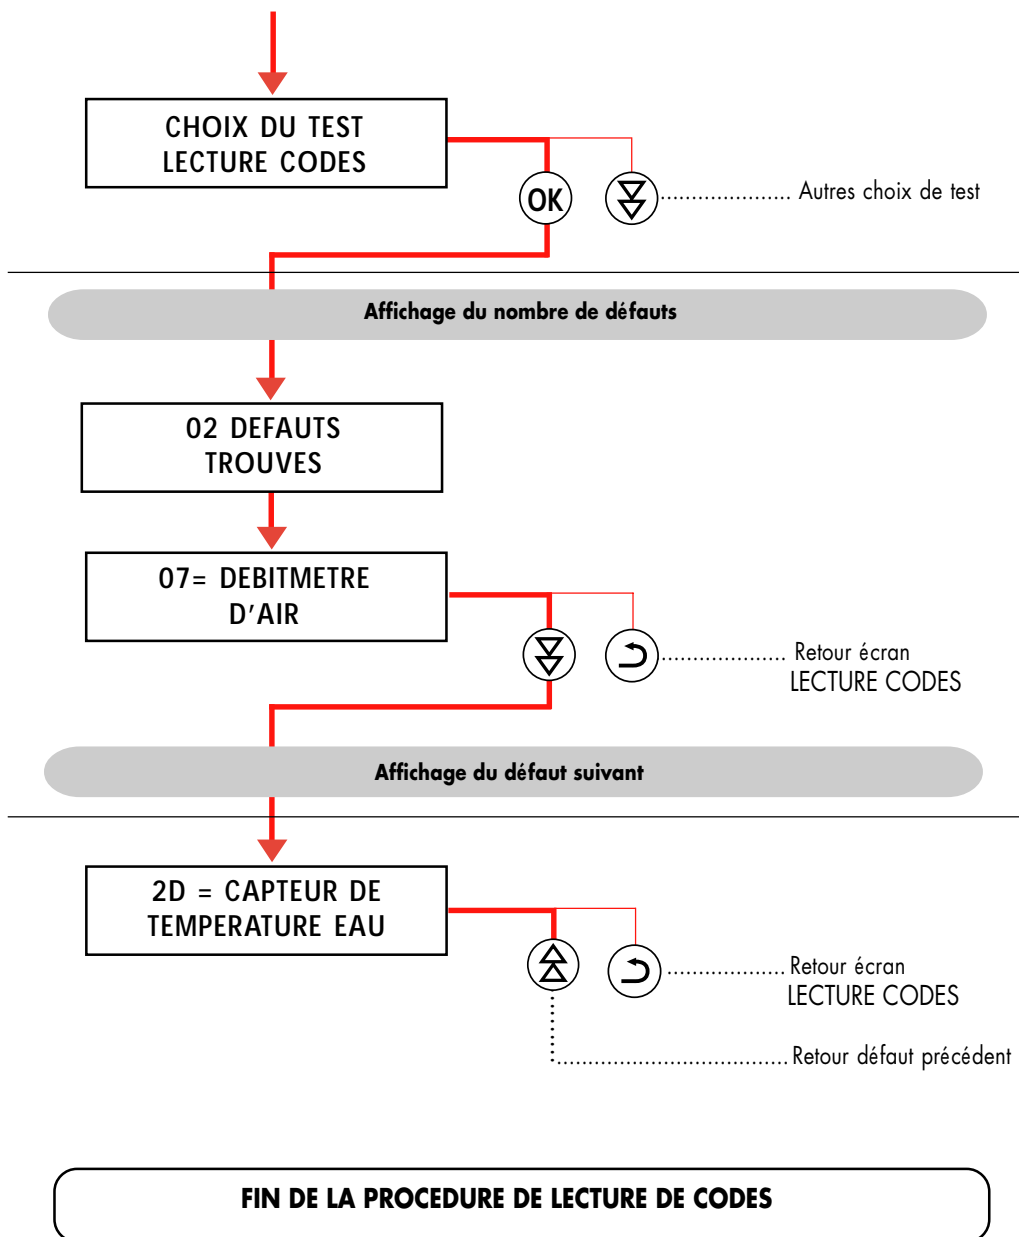 CHOIX DU TEST
LECTURE CODES
OK
..................... Autres choix de test
Affichage du nombre de défauts
02 DEFAUTS
TROUVES
07= DEBITMETRE
D'AIR
.................... Retour écran
LECTURE CODES
Affichage du défaut suivant
2D = CAPTEUR DE
TEMPERATURE EAU
................... Retour écran
LECTURE CODES
..................................... Retour défaut précédent
FIN DE LA PROCEDURE DE LECTURE DE CODES